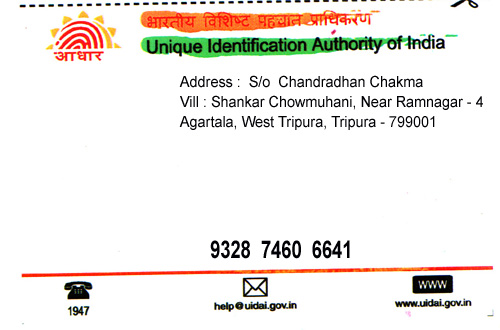 भारतीय विशिष्ट पहचान प्राधिकरण
Unique Identification Authority of India
आधार
Address : S/o Chandradhan Chakma
Vill : Shankar Chowmuhani, Near Ramnagar - 4
Agartala, West Tripura, Tripura - 799001
9328 7460 6641
1947
help@uidai.gov.in
WWW
www.uidai.gov.in